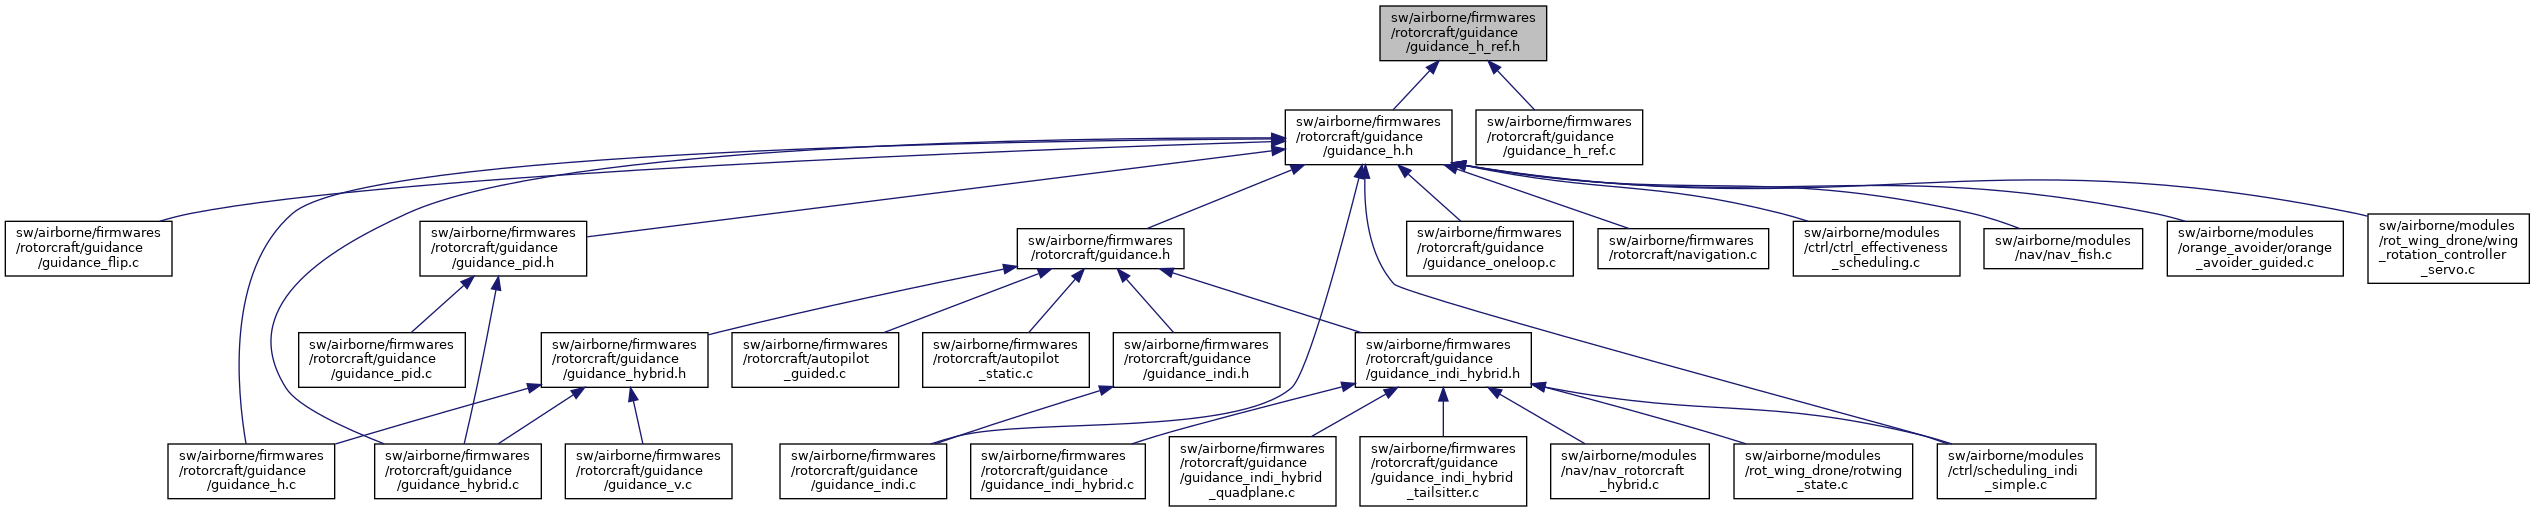 sw/airborne/firmwares
/rotorcraft/guidance
/guidance_h_ref.h
sw/airborne/firmwares
/rotorcraft/guidance
/guidance_h.h
sw/airborne/firmwares
/rotorcraft/guidance
/guidance_h_ref.c
sw/airborne/firmwares
/rotorcraft/guidance
/guidance_flip.c
sw/airborne/firmwares
/rotorcraft/guidance
/guidance_pid.h
sw/airborne/firmwares
/rotorcraft/guidance.h
sw/airborne/firmwares
/rotorcraft/guidance
/guidance_oneloop.c
sw/airborne/firmwares
/rotorcraft/navigation.c
sw/airborne/modules
/ctrl/ctrl_effectiveness
_scheduling.c
sw/airborne/modules
/nav/nav_fish.c
sw/airborne/modules
/orange_avoider/orange
_avoider_guided.c
sw/airborne/modules
/rot_wing_drone/wing
_rotation_controller
_servo.c
sw/airborne/firmwares
/rotorcraft/guidance
/guidance_pid.c
sw/airborne/firmwares
/rotorcraft/guidance
/guidance_hybrid.h
sw/airborne/firmwares
/rotorcraft/autopilot
_guided.c
sw/airborne/firmwares
/rotorcraft/autopilot
_static.c
sw/airborne/firmwares
/rotorcraft/guidance
/guidance_indi.h
sw/airborne/firmwares
/rotorcraft/guidance
/guidance_indi_hybrid.h
sw/airborne/firmwares
/rotorcraft/guidance
/guidance_h.c
sw/airborne/firmwares
/rotorcraft/guidance
/guidance_hybrid.c
sw/airborne/firmwares
/rotorcraft/guidance
/guidance_v.c
sw/airborne/firmwares
/rotorcraft/guidance
/guidance_indi.c
sw/airborne/firmwares
/rotorcraft/guidance
/guidance_indi_hybrid.c
sw/airborne/firmwares
/rotorcraft/guidance
/guidance_indi_hybrid
_quadplane.c
sw/airborne/firmwares
/rotorcraft/guidance
/guidance_indi_hybrid
_tailsitter.c
sw/airborne/modules
/nav/nav_rotorcraft
_hybrid.c
sw/airborne/modules
/rot_wing_drone/rotwing
_state.c
sw/airborne/modules
/ctrl/scheduling_indi
_simple.c